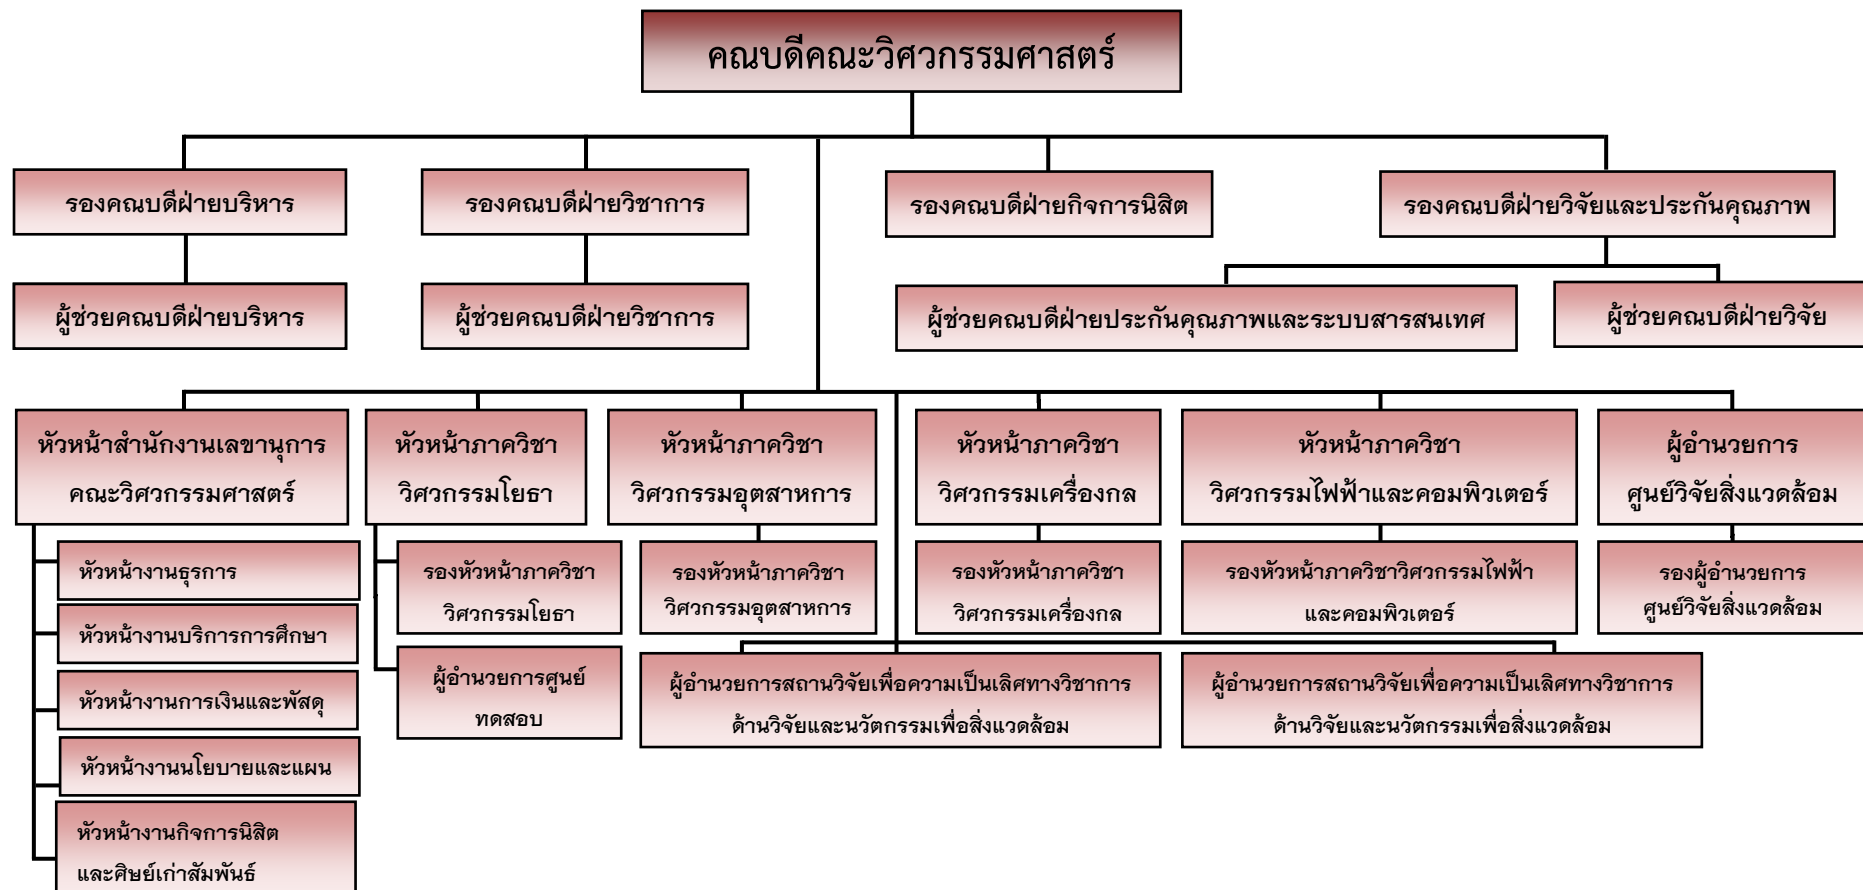 คณบดีคณะวิศวกรรมศาสตร์
รองคณบดีฝ่ายบริหาร
รองคณบดีฝ่ายวิชาการ
รองคณบดีฝ่ายกิจการนิสิต
รองคณบดีฝ่ายวิจัยและประกันคุณภาพ
ผู้ช่วยคณบดีฝ่ายบริหาร
ผู้ช่วยคณบดีฝ่ายวิชาการ
ผู้ช่วยคณบดีฝ่ายประกันคุณภาพและระบบสารสนเทศ
ผู้ช่วยคณบดีฝ่ายวิจัย
หัวหน้าสำนักงานเลขานุการ
คณะวิศวกรรมศาสตร์
หัวหน้าภาควิชา
วิศวกรรมโยธา
หัวหน้าภาควิชา
วิศวกรรมอุตสาหการ
หัวหน้าภาควิชา
วิศวกรรมเครื่องกล
หัวหน้าภาควิชา
วิศวกรรมไฟฟ้าและคอมพิวเตอร์
ผู้อำนวยการ
ศูนย์วิจัยสิ่งแวดล้อม
หัวหน้างานธุรการ
หัวหน้างานบริการการศึกษา
หัวหน้างานการเงินและพัสดุ
หัวหน้างานนโยบายและแผน
หัวหน้างานกิจการนิสิต
และศิษย์เก่าสัมพันธ์
รองหัวหน้าภาควิชา
วิศวกรรมโยธา
ผู้อำนวยการศูนย์
ทดสอบ
รองหัวหน้าภาควิชา
วิศวกรรมอุตสาหการ
รองหัวหน้าภาควิชา
วิศวกรรมเครื่องกล
รองหัวหน้าภาควิชาวิศวกรรมไฟฟ้า
และคอมพิวเตอร์
รองผู้อำนวยการ
ศูนย์วิจัยสิ่งแวดล้อม
ผู้อำนวยการสถานวิจัยเพื่อความเป็นเลิศทางวิชาการ
ด้านวิจัยและนวัตกรรมเพื่อสิ่งแวดล้อม
ผู้อำนวยการสถานวิจัยเพื่อความเป็นเลิศทางวิชาการ
ด้านวิจัยและนวัตกรรมเพื่อสิ่งแวดล้อม